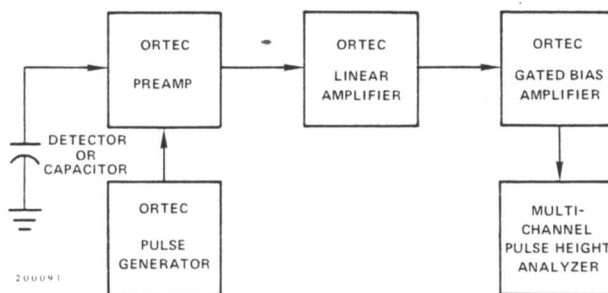 ORTEC
PREAMP
ORTEC
LINEAR
AMPLIFIER
ORTEC
GATED BIAS
AMPLIFIER
DETECTOR
OR
CAPACITOR
ORTEC
PULSE
GENERATOR
MULTI-
CHANNEL
PULSE HEIGHT
ANALYZER
200091